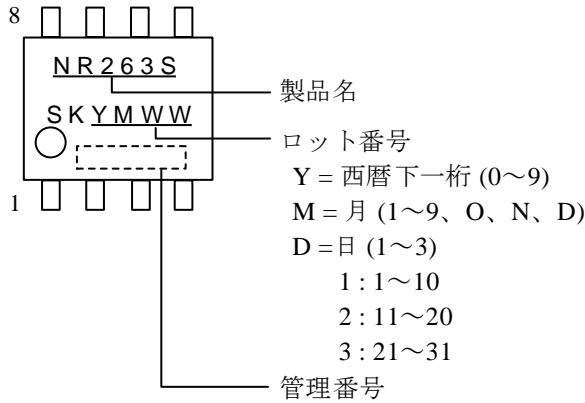 8
NR263S
製品名
SKYMWW
ロット番号
Y = 西暦下一桁 (0~9)
M = 月 (1~9、O、N、D)
1
D =日 (1~3)
1 : 1~10
2 : 11~20
3 : 21~31
管理番号